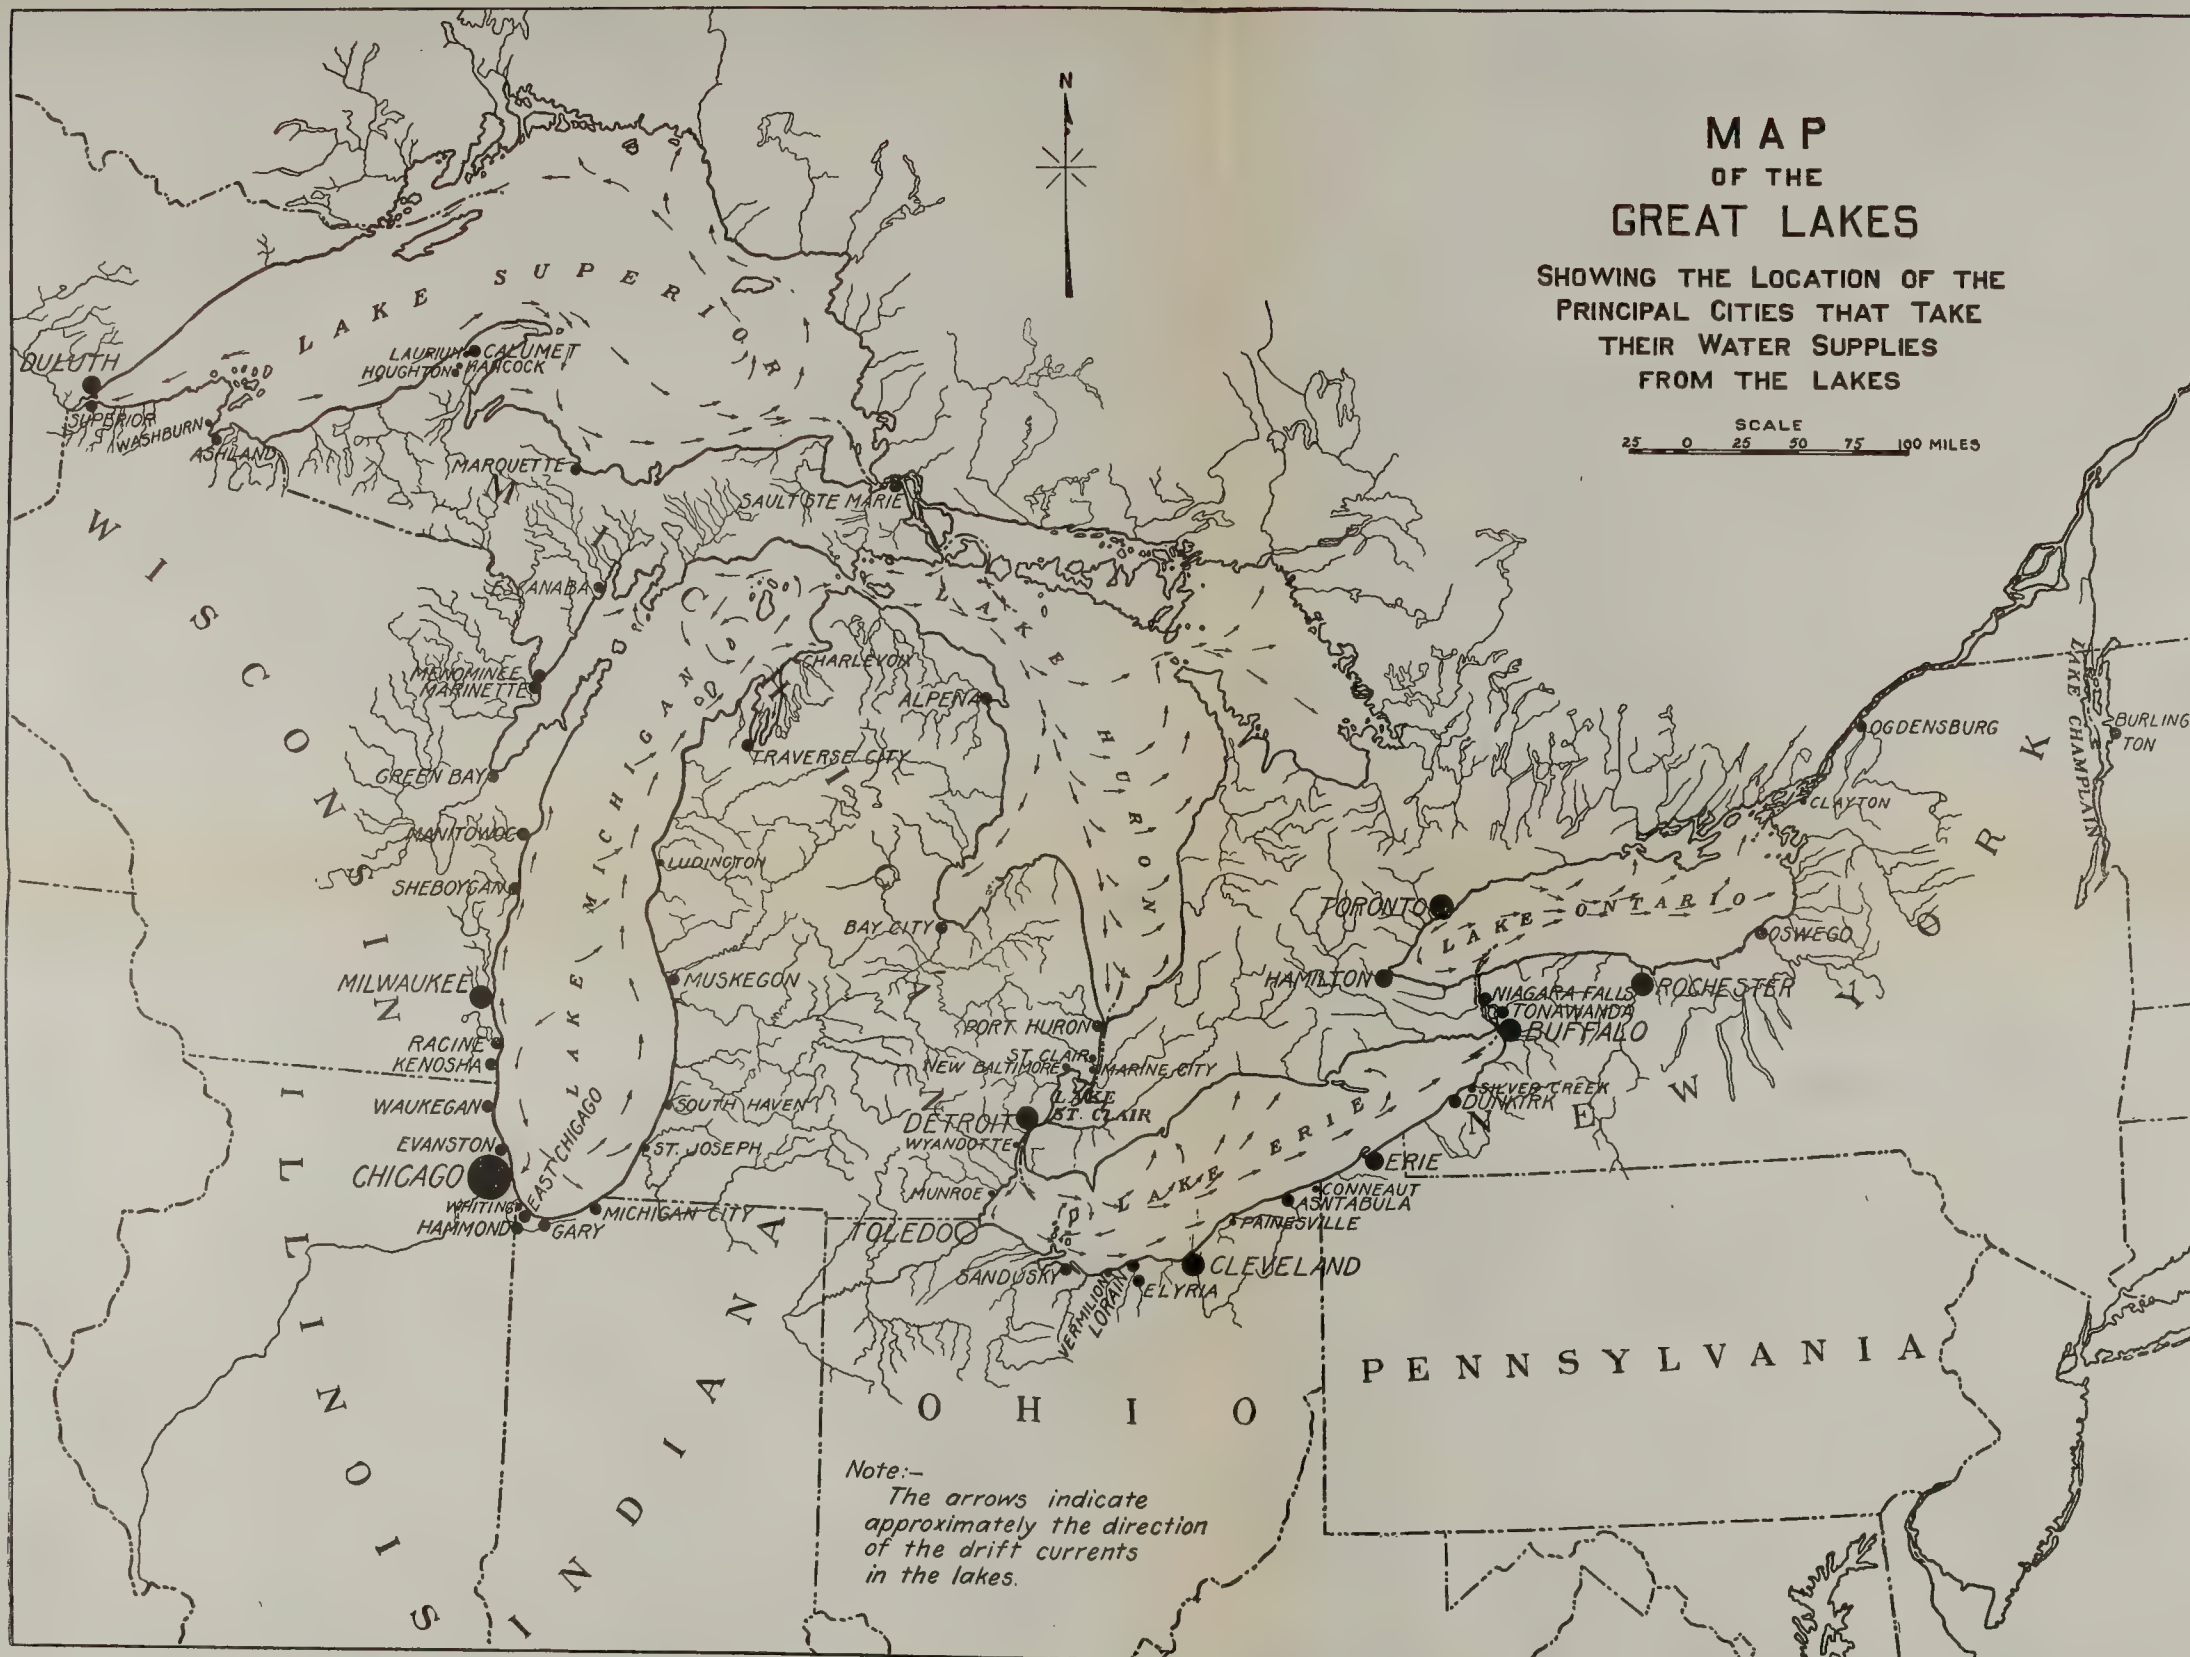 N
MAP
OF THE
GREAT LAKES
SHOWING THE LOCATION OF THE
PRINCIPAL CITIES THAT TAKE
THEIR WATER SUPPLIES
FROM THE LAKES
SCALE
25 0 25 50 75 100 MILES
LAKE SUPERIOR
DULUTH
SUPERIOR
WASHBURN
ASHLAND
LAURIUM
CALUMET
HOUGHTON
HANCOCK
MARQUETTE
SAULT STE MARIE
WISCONSIN
MICHIGAN
ESKANABA
MENOMINEE
MARINETTE
GREEN BAY
MANITOWOC
SHEBOYGAN
MILWAUKEE
RACINE
KENOSHA
WAUKEGAN
EVANSTON
CHICAGO
WHITING
EAST CHICAGO
HAMMOND
GARY
MICHIGAN CITY
ST. JOSEPH
SOUTH HAVEN
MUSKEGON
LUDINGTON
TRAVERSE CITY
CHARLEVOIX
ALPENA
LAKE MICHIGAN
LAKE HURON
BAY CITY
PORT HURON
ST. CLAIR
NEW BALTIMORE
MARINE CITY
LAKE
ST. CLAIR
DETROIT
WYANDOTTE
MUNROE
TOLEDO
SANDUSKY
VERMILION
LORAIN
ELYRIA
CLEVELAND
PAINESVILLE
ASNTABULA
CONNEAUT
ERIE
LAKE ERIE
DUNKIRK
SILVER CREEK
BUFFALO
TONAWANDA
NIAGARA FALLS
HAMILTON
TORONTO
LAKE ONTARIO
ROCHESTER
OSWEGO
CLAYTON
OGDENSBURG
LAKE CHAMPLAIN
BURLING
TON
NEW YORK
ILLINOIS
INDIANA
OHIO
PENNSYLVANIA
Note:-
The arrows indicate
approximately the direction
of the drift currents
in the lakes.